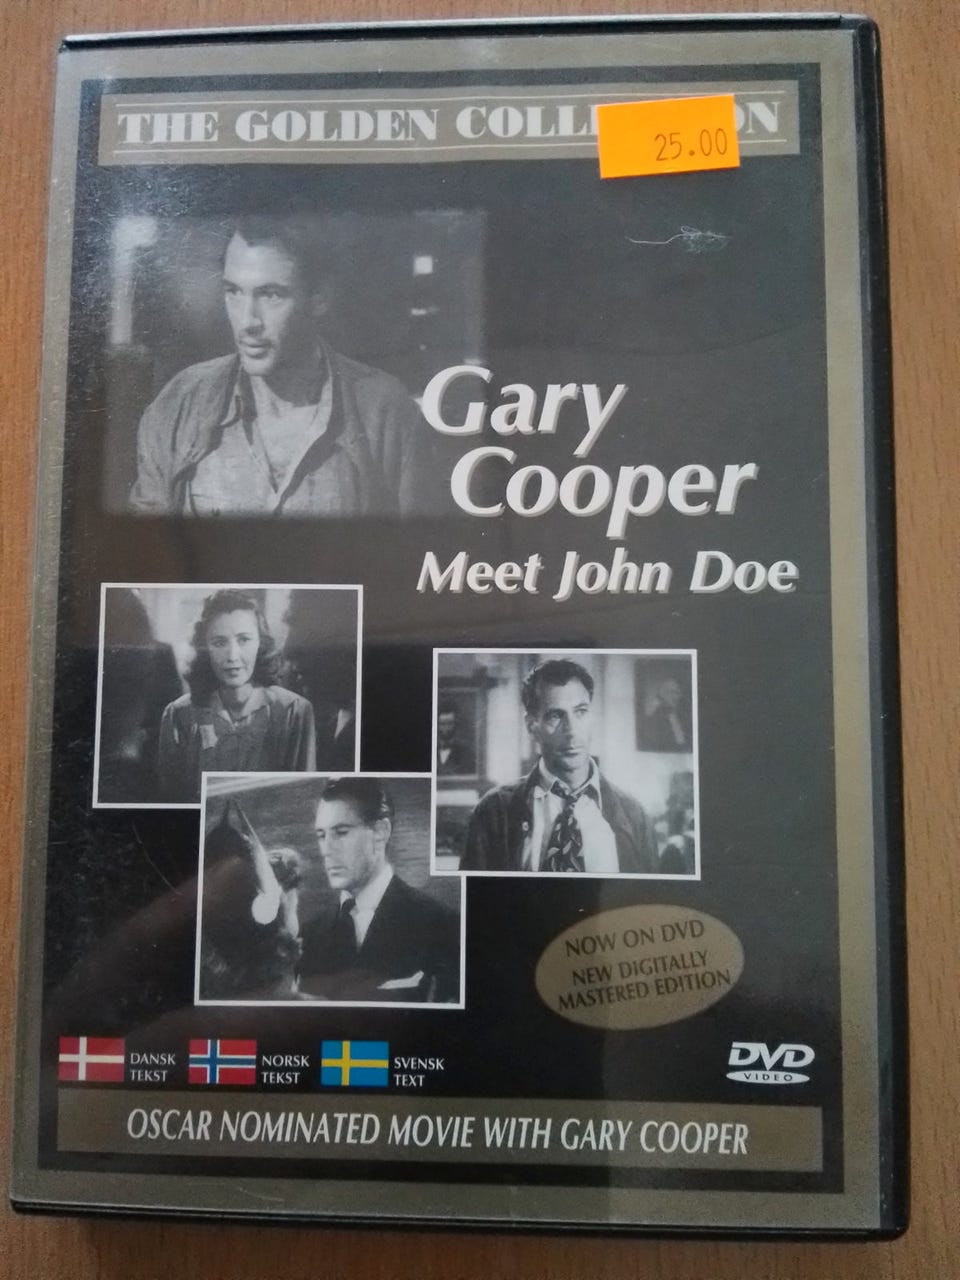 THE GOLDEN COLL ON
25.00
Gary
Cooper
Meet John Doe
NOW ON DVD
NEW DIGITALLY
MASTERED EDITION
DANSK
TEKST
NORSK
TEKST
SVENSK
TEXT
DVD
VIDEO
OSCAR NOMINATED MOVIE WITH GARY COOPER